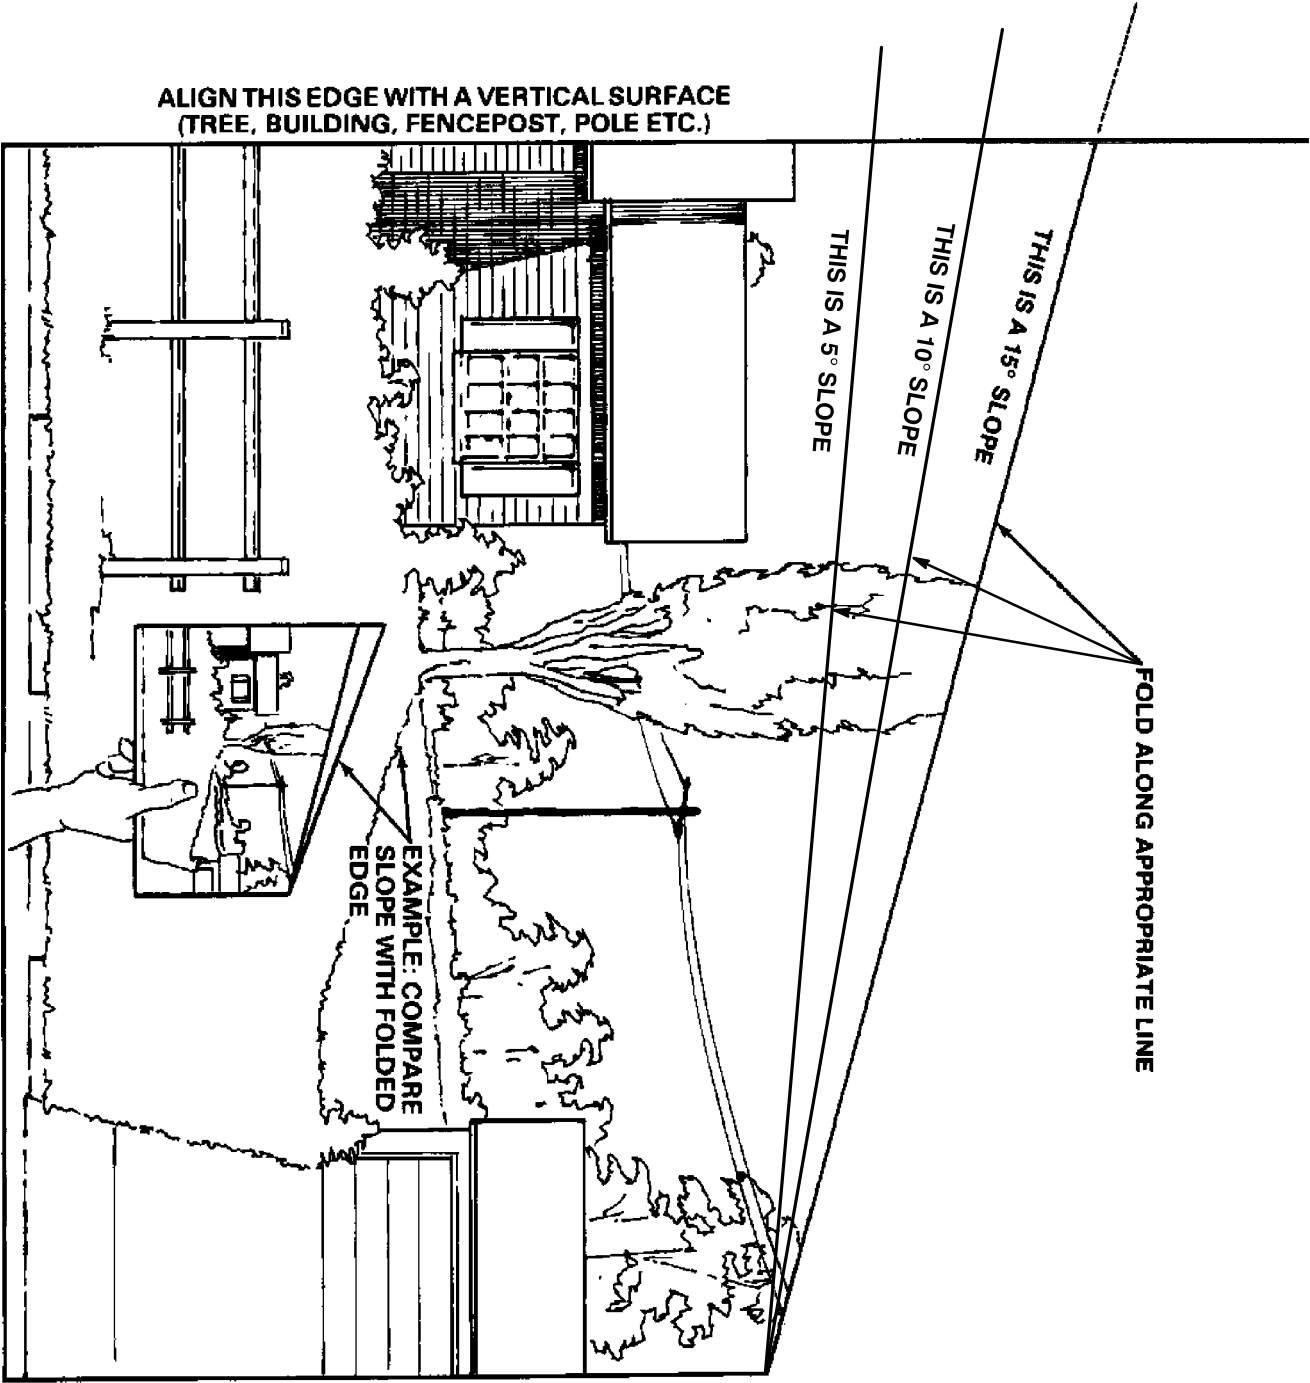 ALIGN THIS EDGE WITH A VERTICAL SURFACE
(TREE, BUILDING, FENCEPOST, POLE ETC.)
THIS IS A 15° SLOPE
THIS IS A 10° SLOPE
THIS IS A 5° SLOPE
FOLD ALONG APPROPRIATE LINE
EXAMPLE: COMPARE
SLOPE WITH FOLDED
EDGE